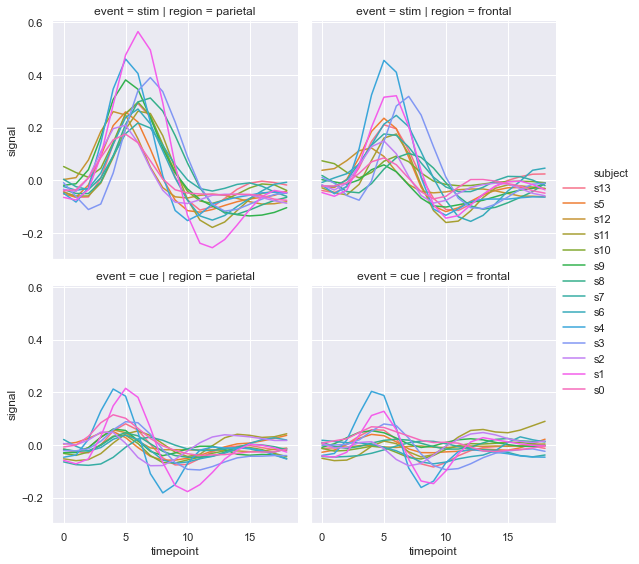 event = stim | region = parietal
event = stim | region = frontal
0.6
0.4
0.2
0.0
−0.2
signal
event = cue | region = parietal
event = cue | region = frontal
0.6
0.4
0.2
0.0
−0.2
signal
0 5 10 15
timepoint
0 5 10 15
timepoint
subject
s13
s5
s12
s11
s10
s9
s8
s7
s6
s4
s3
s2
s1
s0